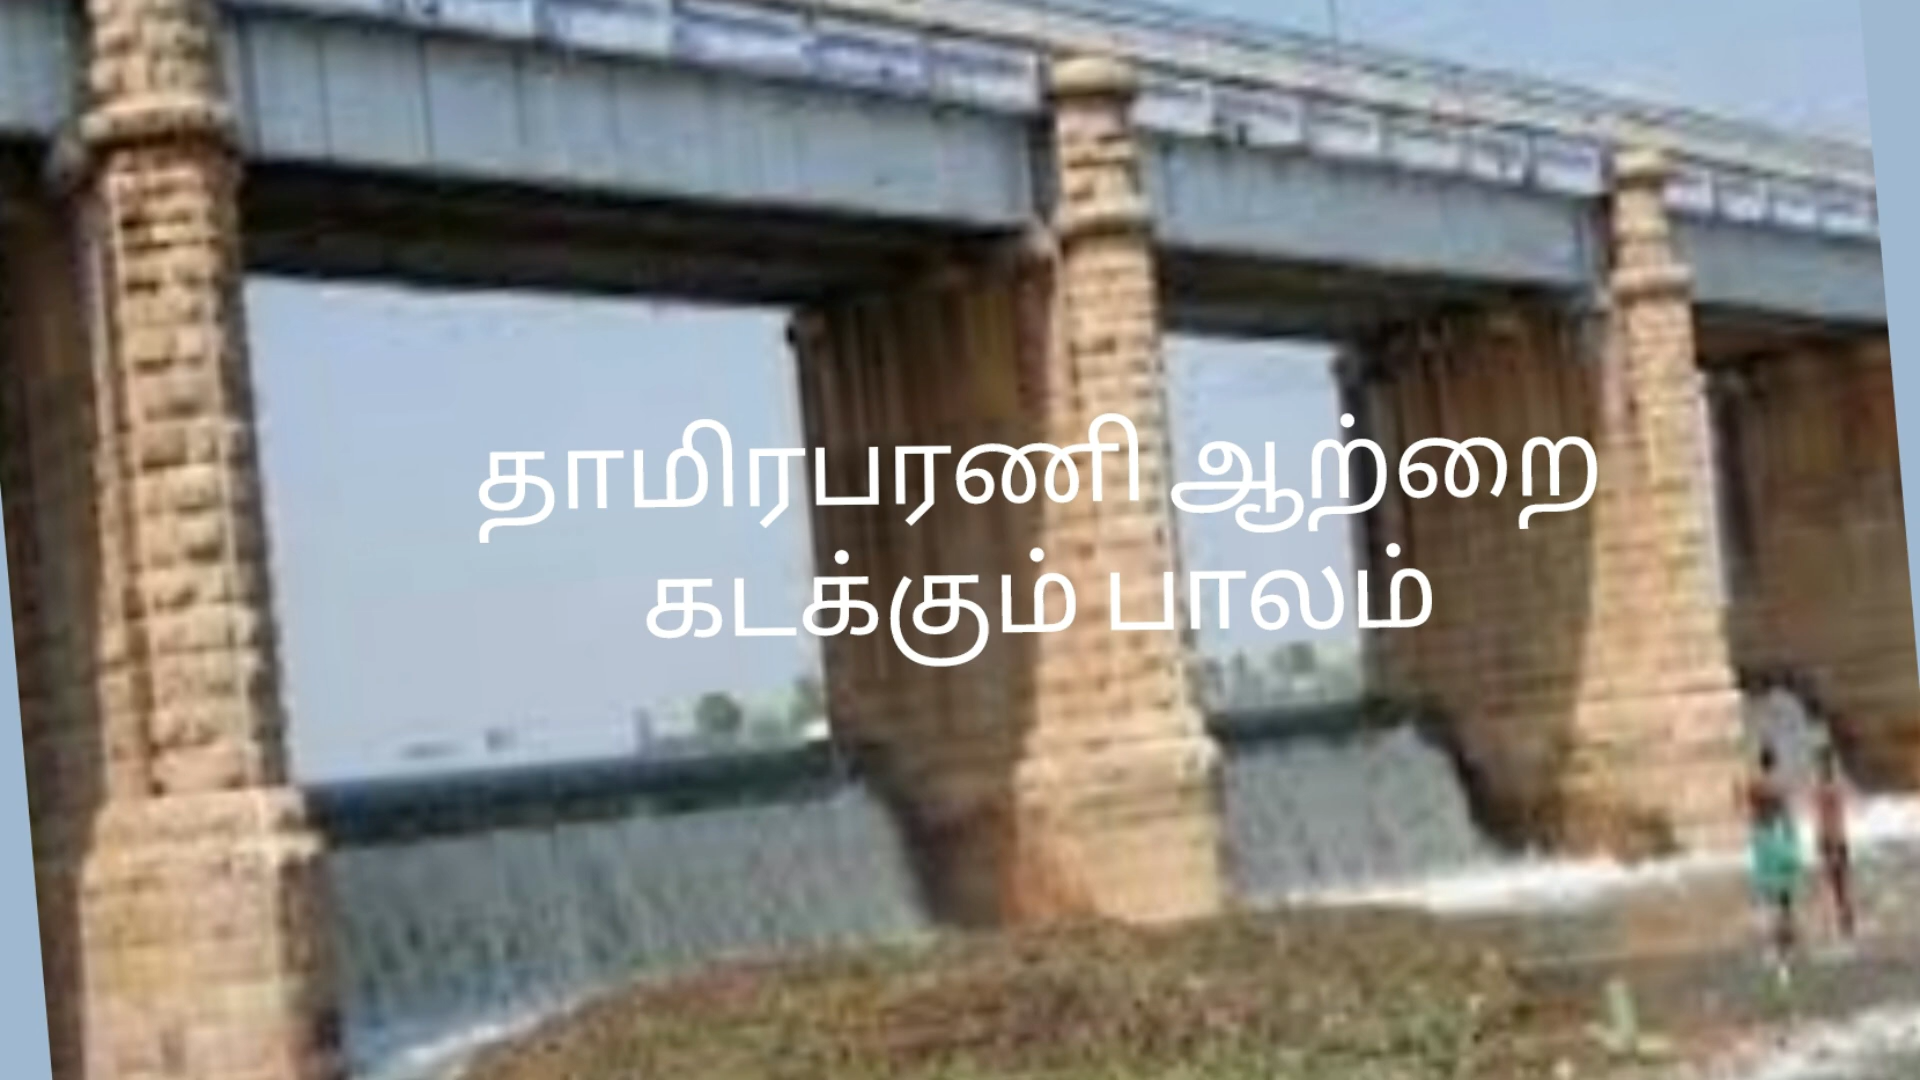 தாமிரபரணி ஆற்றை
கடக்கும் பாலம்